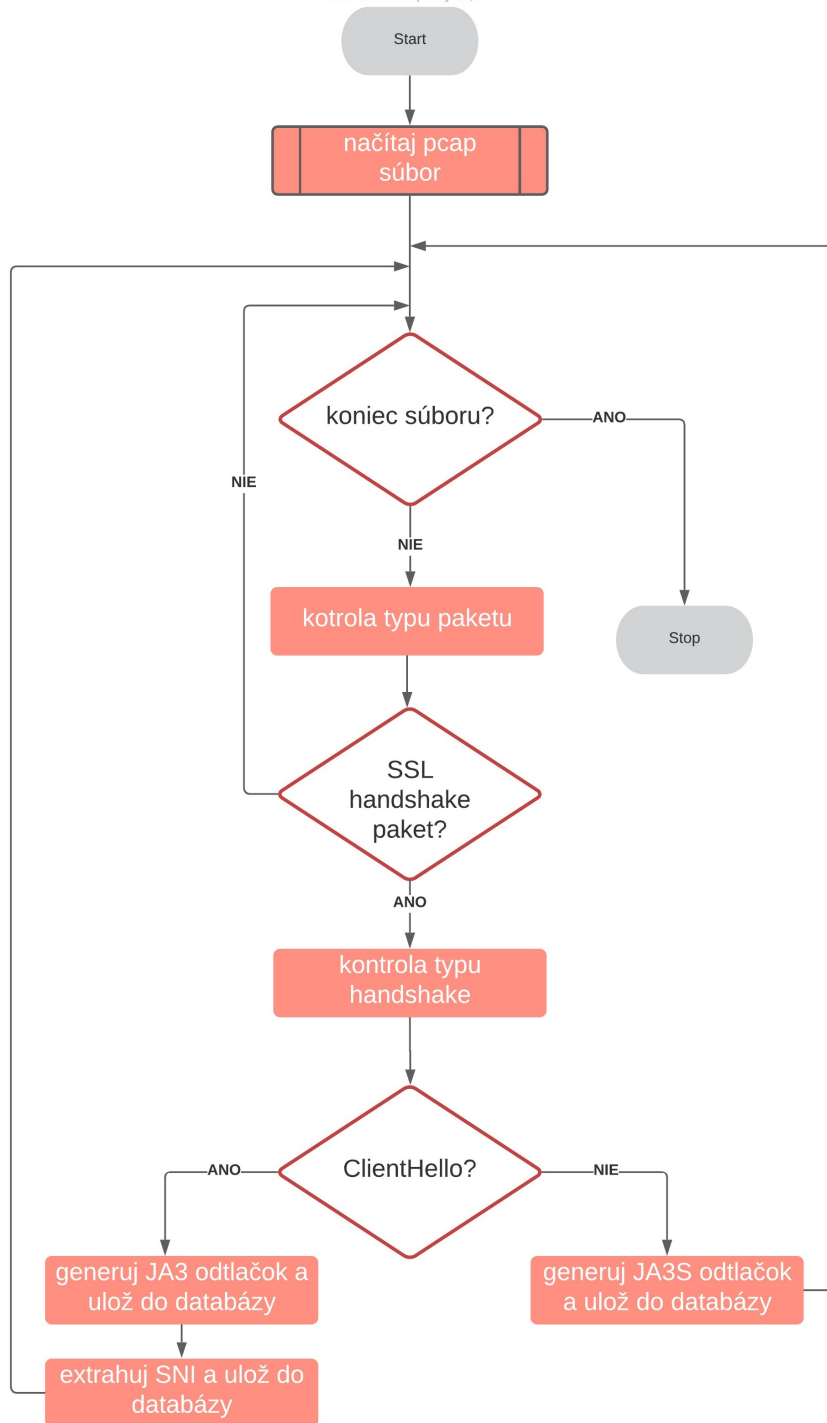 Start
načítaj pcap
súbor
koniec súboru?
ANO
NIE
NIE
kotrola typu paketu
Stop
SSL
handshake
paket?
ANO
kontrola typu
handshake
ClientHello?
ANO
NIE
generuj JA3 odtlačok a
ulož do databázy
generuj JA3S odtlačok
a ulož do databázy
extrahuj SNI a ulož do
databázy